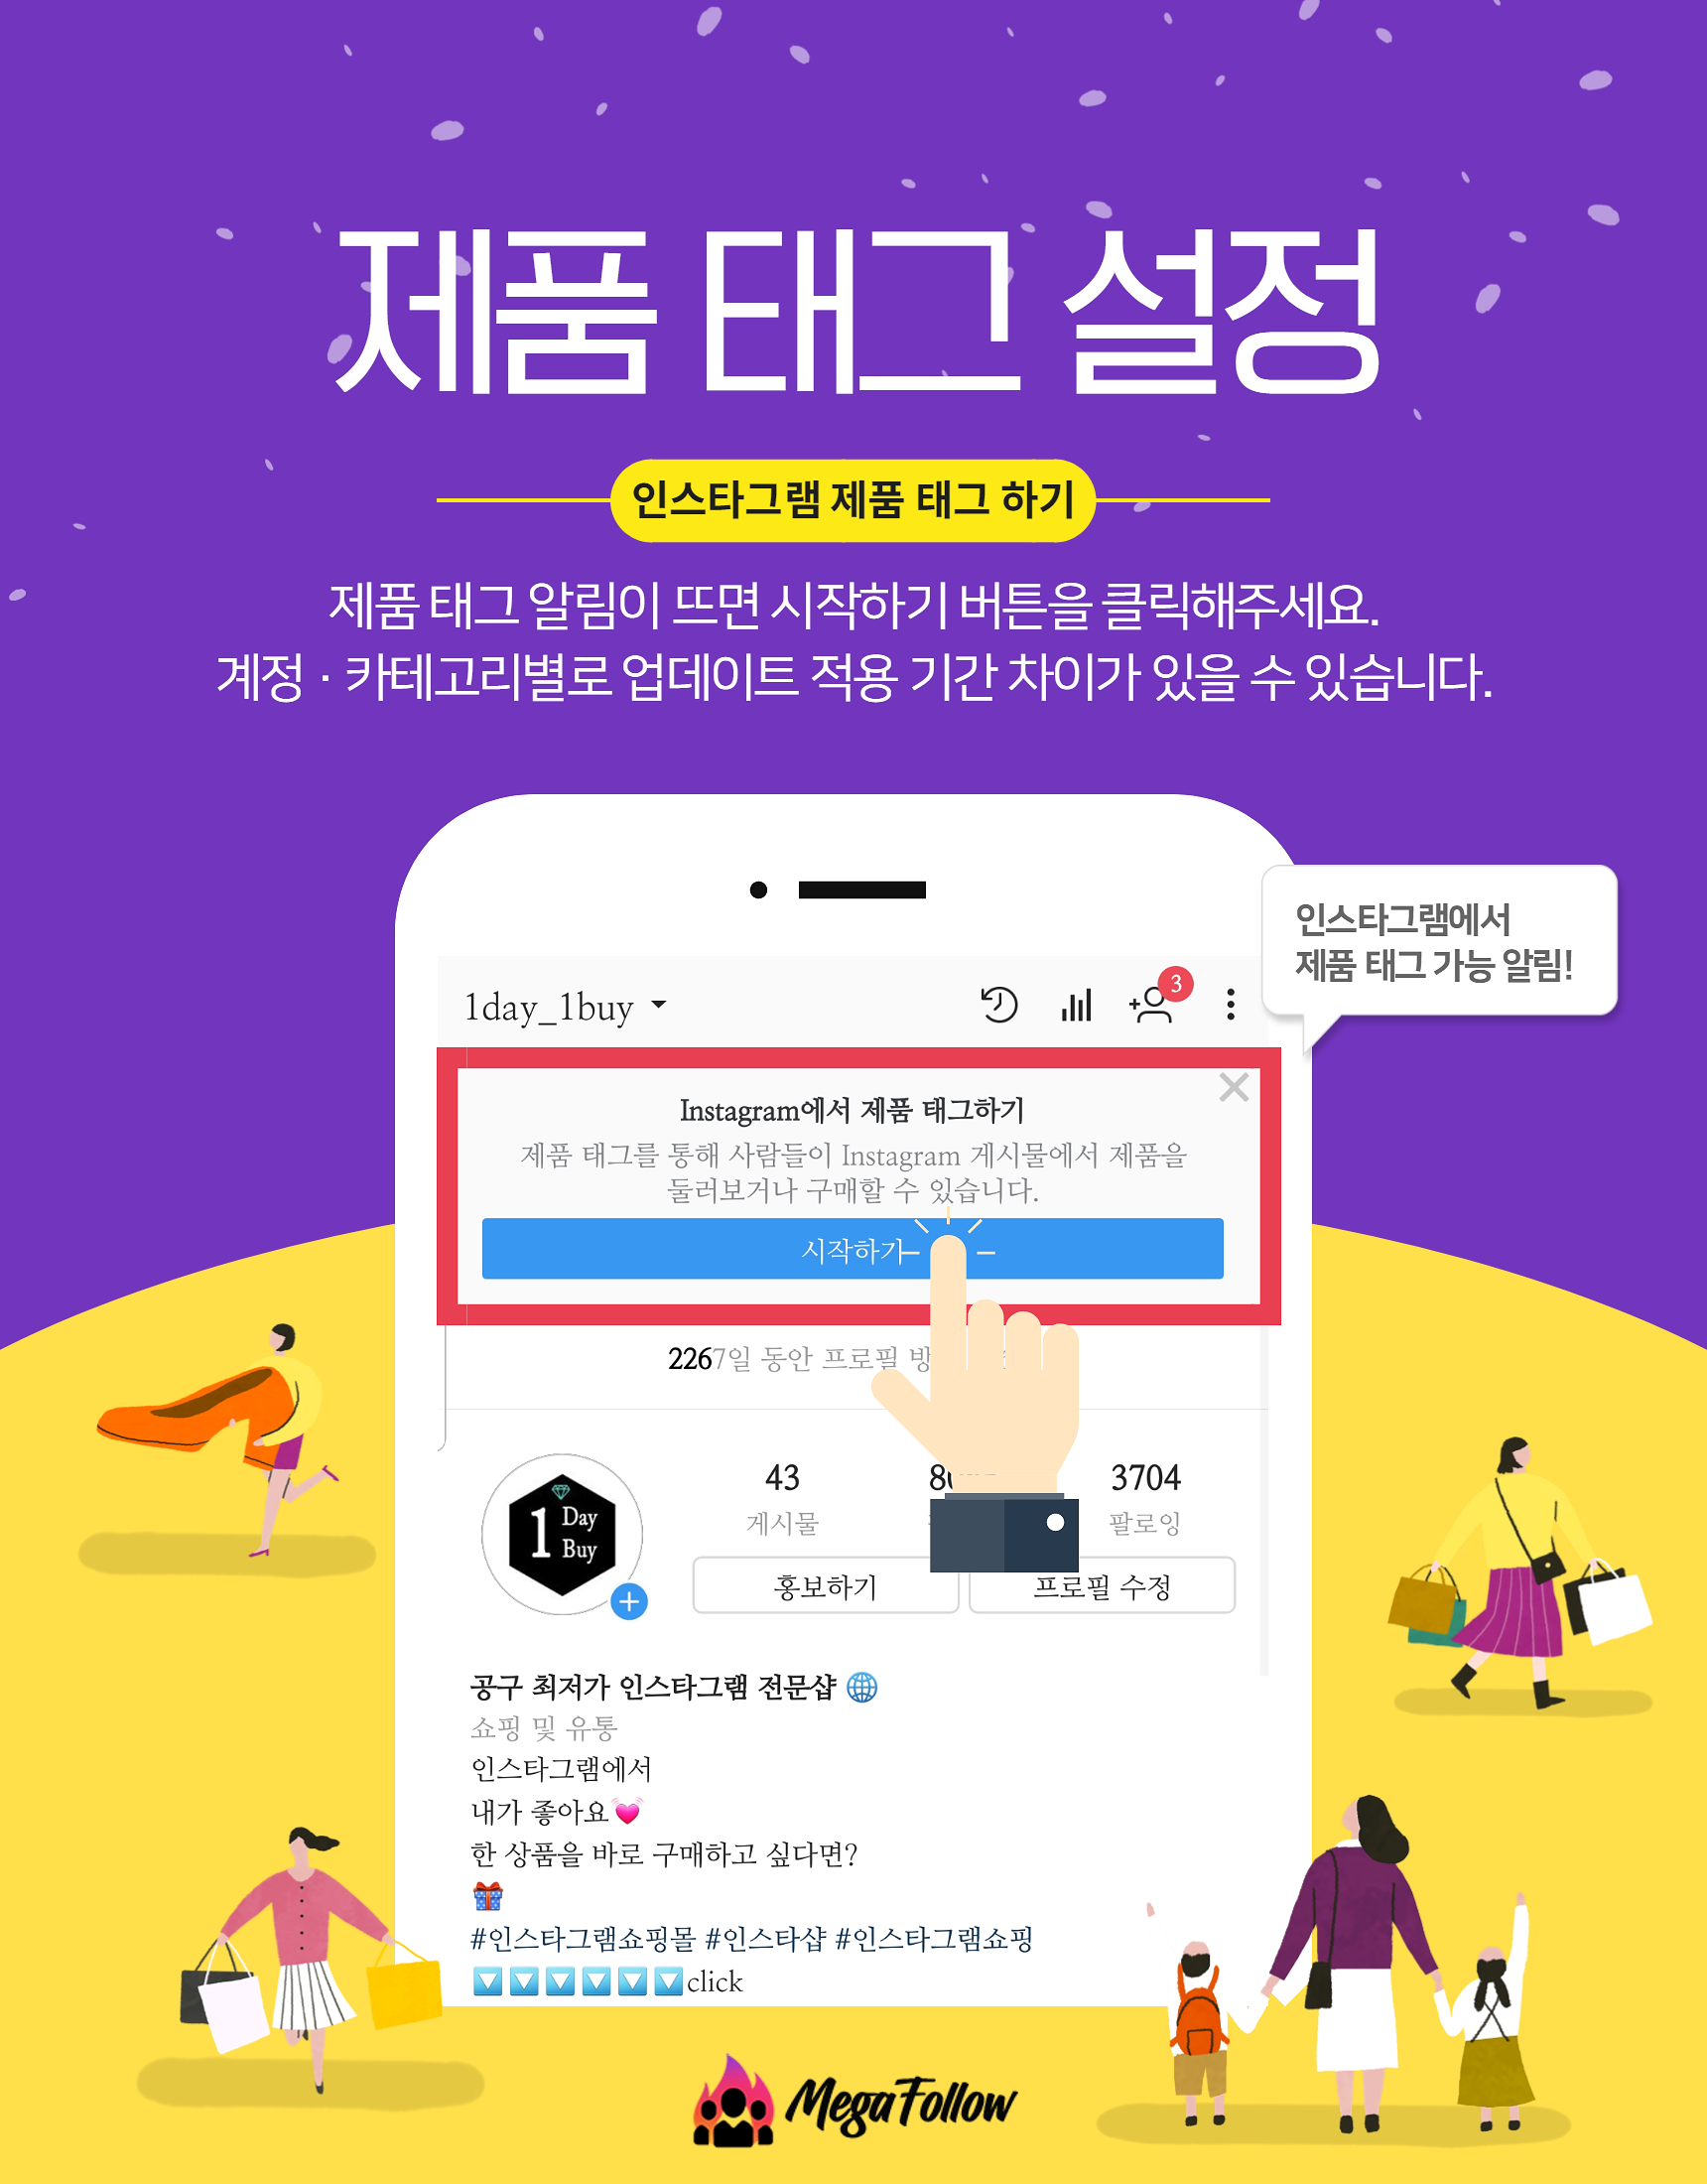 제품 태그 설정
인스타그램 제품 태그 하기
제품 태그 알림이 뜨면 시작하기 버튼을 클릭해주세요.
계정 · 카테고리별로 업데이트 적용 기간 차이가 있을 수 있습니다.
인스타그램에서
제품 태그 가능 알림!
1day_1buy
3
Instagram에서 제품 태그하기
제품 태그를 통해 사람들이 Instagram 게시물에서 제품을
둘러보거나 구매할 수 있습니다.
시작하기
2267일 동안 프로필
43 3704
게시물 팔로잉
홍보하기 프로필 수정
1 Day
Buy
공구 최저가 인스타그램 전문샵
쇼핑 및 유통
인스타그램에서
내가 좋아요💓
한 상품을 바로 구매하고 싶다면?
🎁
#인스타그램쇼핑몰 #인스타샵 #인스타그램쇼핑
click
MegaFollow